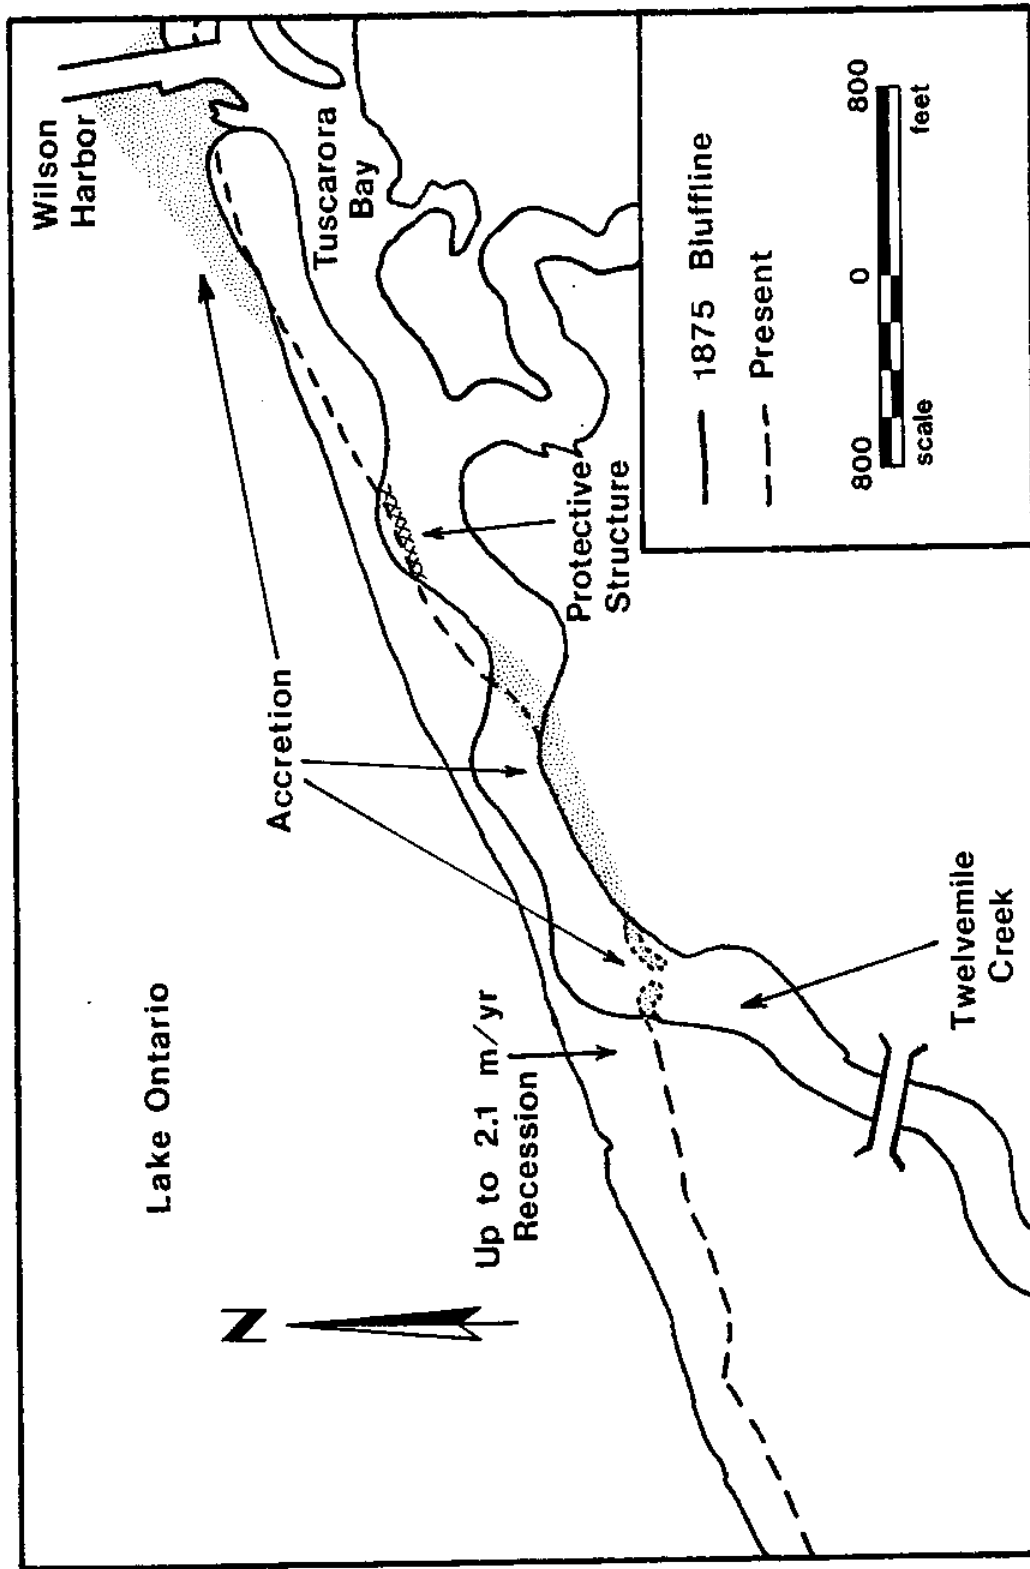 Wilson
Harbor
Tuscarora
Bay
Accretion
Lake Ontario
Up to 2.1 m/yr
Recession
N
Protective
Structure
Twelvemile
Creek
1875 Bluffline
Present
800 0 800
scale feet